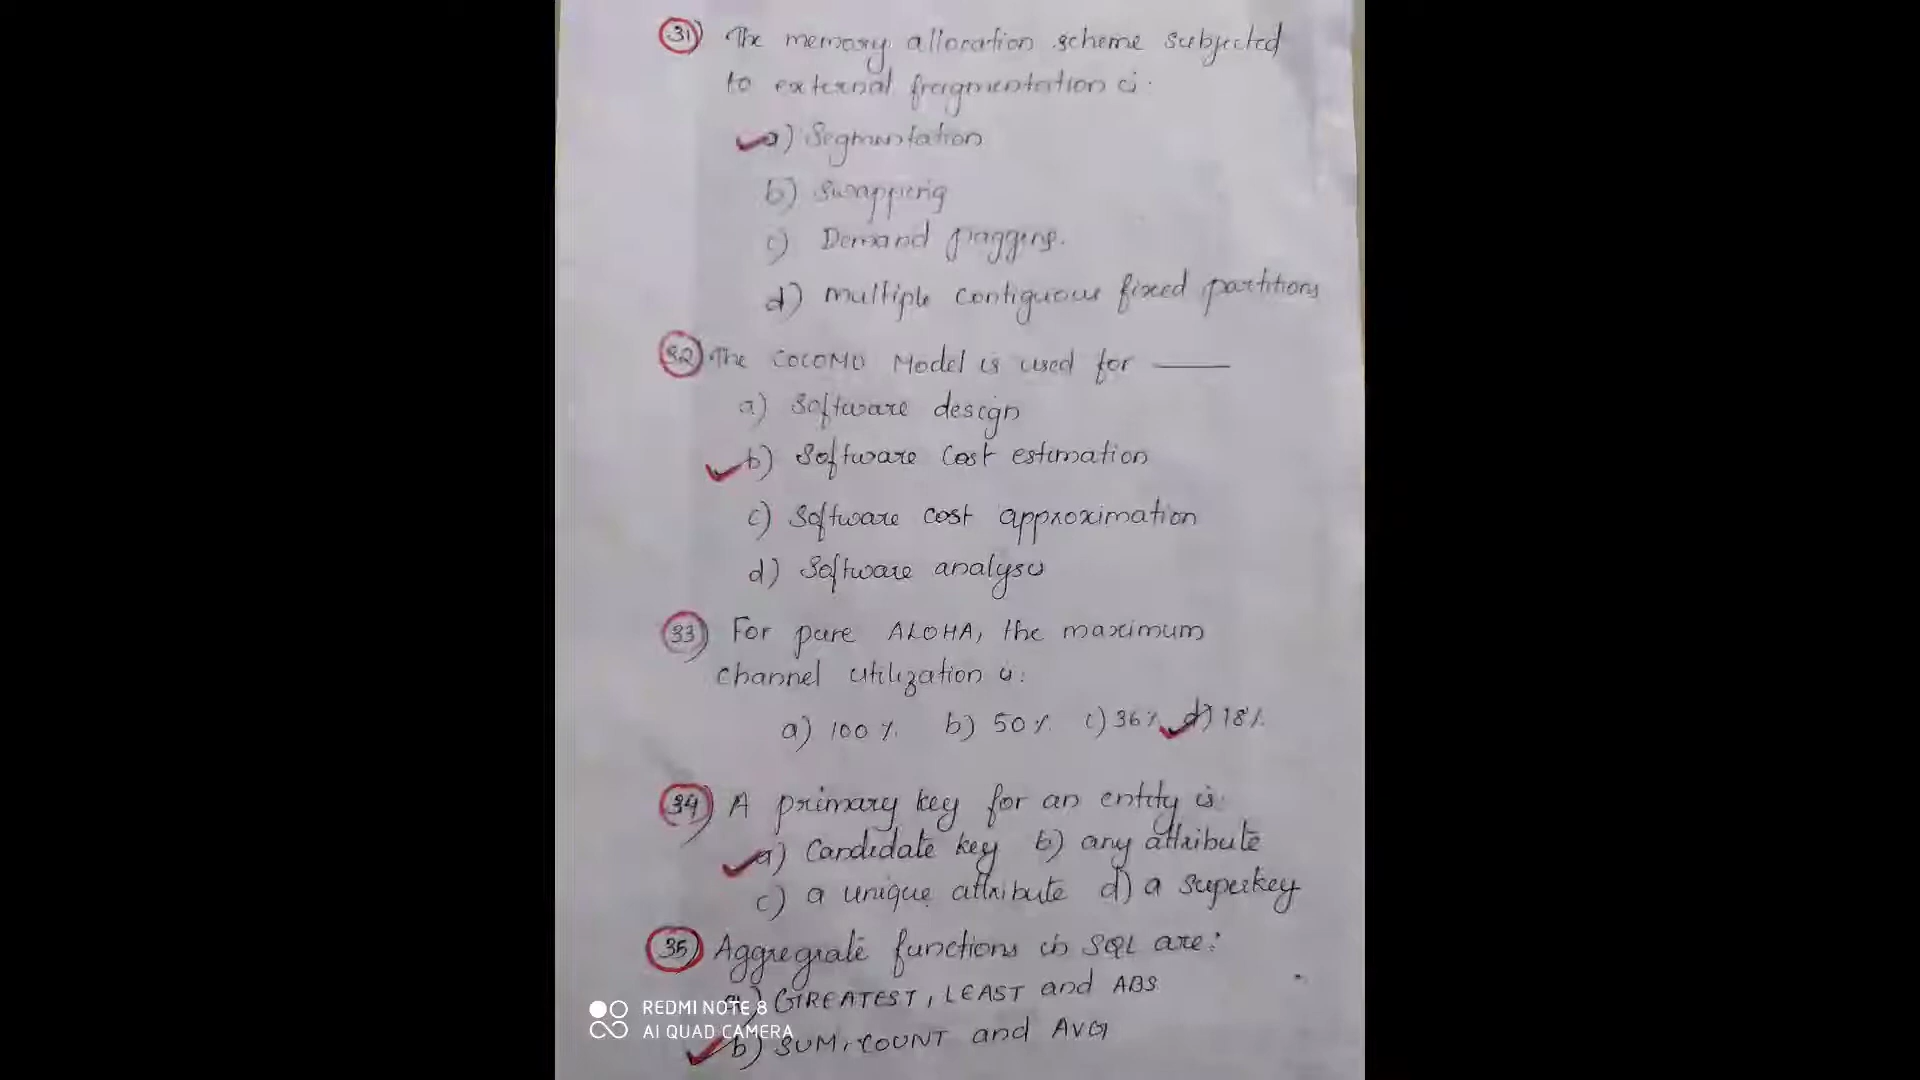 31) The memory allocation scheme subjected
to external fragmentation is.
a) Segmentation
b) Swapping
c) Demand pagging.
d) Multiple contiguous fixed partitions
32) The COCOMO Model is used for ____
a) Software design
b) Software Cost estimation
c) Software cost approximation
d) Software analysis
33) For pure ALOHA, the maximum
channel utilization is:
a) 100 % b) 50 % c) 36 % d) 18 %
34) A primary key for an entity is.
a) Candidate key b) any attribute
c) a unique attribute d) a superkey
35) Aggregrate functions in SQL are:
a) GREATEST, LEAST and ABS
b) SUM, COUNT and AVG
REDMI NOTE 8
AI QUAD CAMERA